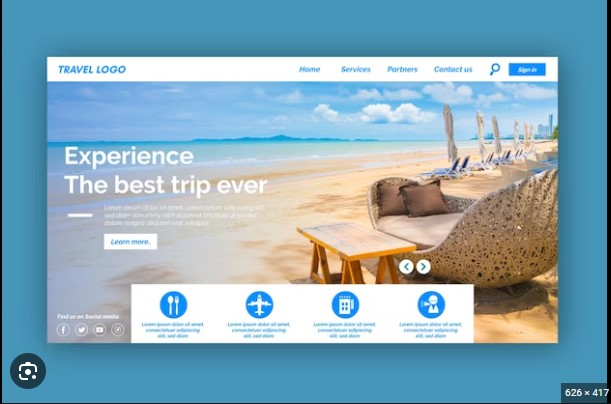 TRAVEL LOGO
Home Services Partners Contact us Sign in
Experience
The best trip ever
Lorem ipsum dolor sit amet, consectetuer adipiscing elit,
sed diam nonummy nibh euismod tincidunt ut laoreet
dolore magna aliquam erat volutpat.
Learn more..
Find us on Social media
Lorem ipsum dolor sit amet,
consectetuer adipiscing
elit, sed diam
Lorem ipsum dolor sit amet,
consectetuer adipiscing
elit, sed diam
Lorem ipsum dolor sit amet,
consectetuer adipiscing
elit, sed diam
Lorem ipsum dolor sit amet,
consectetuer adipiscing
elit, sed diam
626 × 417